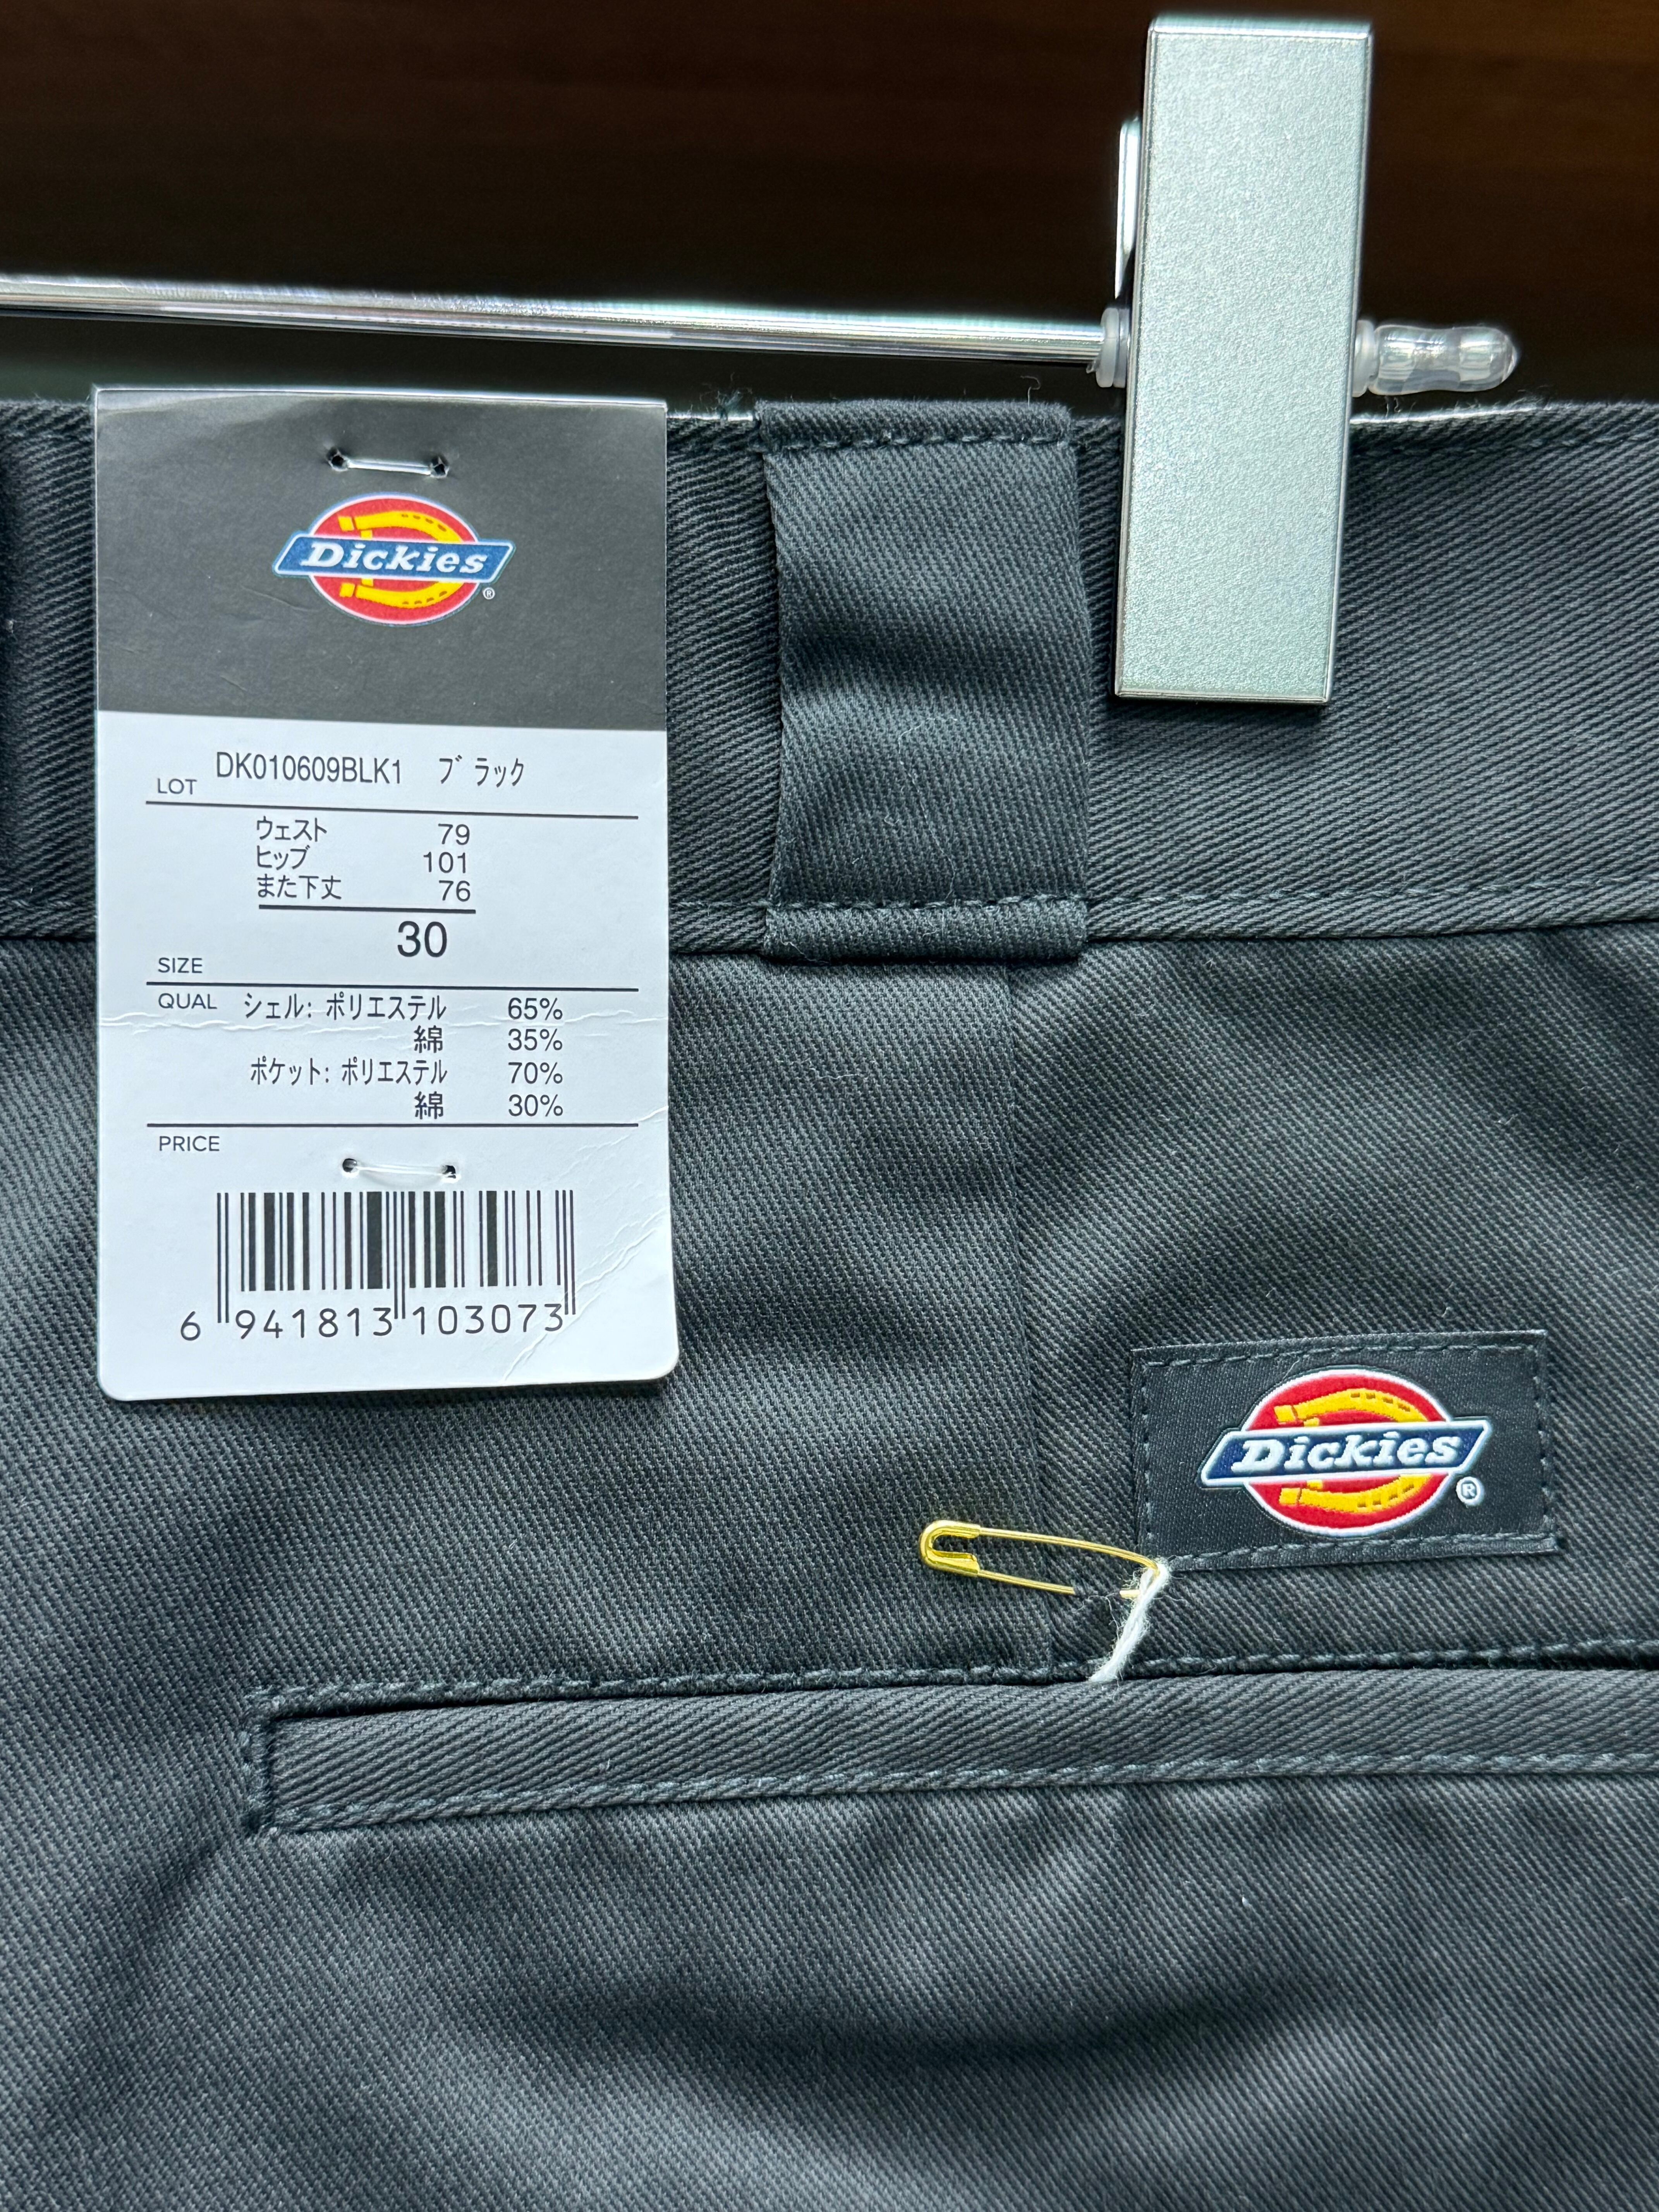 Dickies®
LOT DK010609BLK1 ブラック
ウェスト 79
ヒップ 101
また下丈 76
SIZE 30
QUAL シェル: ポリエステル 65%
綿 35%
ポケット: ポリエステル 70%
綿 30%
PRICE
6 941813 103073
Dickies®